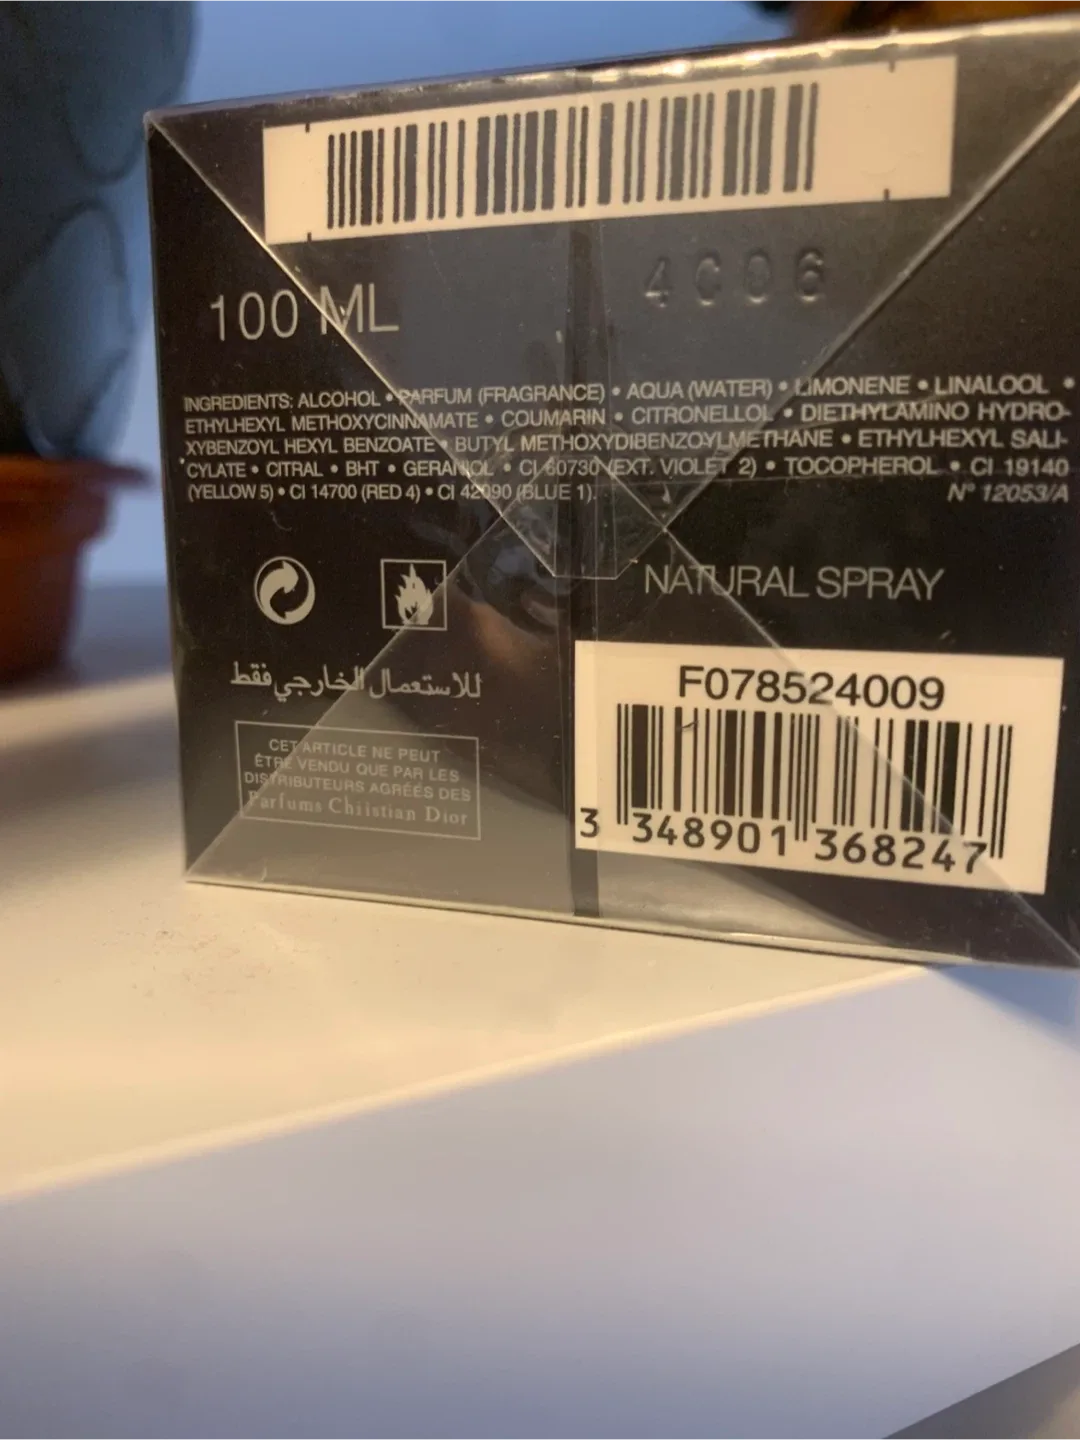 4C06
100 ML
INGREDIENTS: ALCOHOL • PARFUM (FRAGRANCE) • AQUA (WATER) • LIMONENE • LINALOOL •
ETHYLHEXYL METHOXYCINNAMATE • COUMARIN • CITRONELLOL • DIETHYLAMINO HYDRO-
XYBENZOYL HEXYL BENZOATE • BUTYL METHOXYDIBENZOYLMETHANE • ETHYLHEXYL SALI-
CYLATE • CITRAL • BHT • GERANIOL • CI 60730 (EXT. VIOLET 2) • TOCOPHEROL • CI 19140
(YELLOW 5) • CI 14700 (RED 4) • CI 42090 (BLUE 1).
N° 12053/A
NATURAL SPRAY
للاستعمال الخارجي فقط
CET ARTICLE NE PEUT
ÊTRE VENDU QUE PAR LES
DISTRIBUTEURS AGRÉÉS DES
Parfums Chiistian Dior
F078524009
3 348901 368247